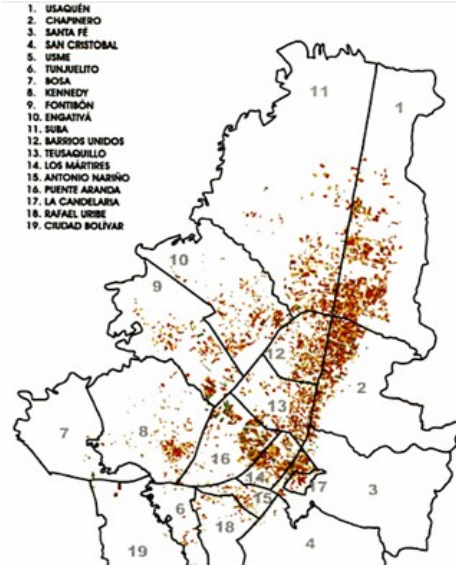 1. USAQUÉN
2. CHAPINERO
3. SANTA FÉ
4. SAN CRISTOBAL
5. USME
6. TUNJUELITO
7. BOSA
8. KENNEDY
9. FONTIBÓN
10. ENGATIVÁ
11. SUBA
12. BARRIOS UNIDOS
13. TEUSAQUILLO
14. LOS MÁRTIRES
15. ANTONIO NARIÑO
16. PUENTE ARANDA
17. LA CANDELARIA
18. RAFAEL URIBE
19. CIUDAD BOLÍVAR
11
1
10
9
12
2
13
7
8
16
14
17
3
15
6
18
4
19